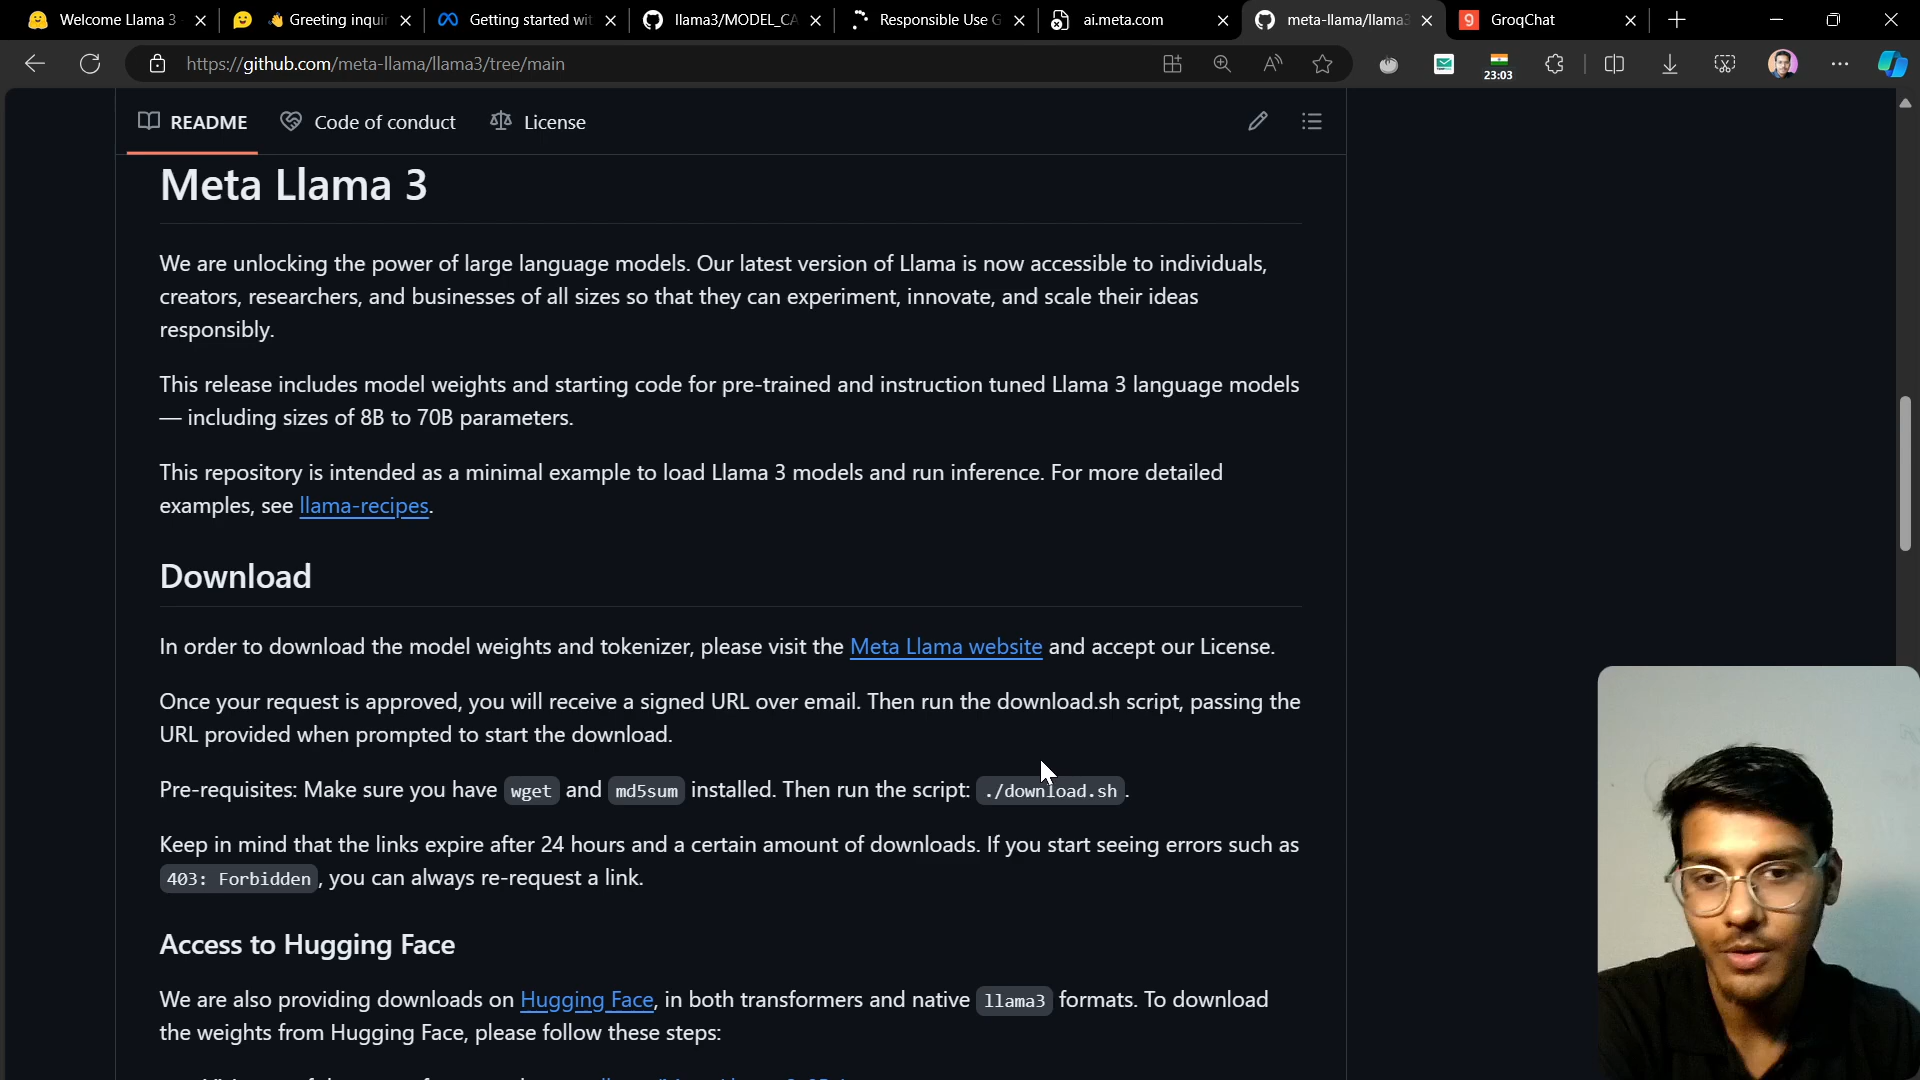 Welcome Llama 3
Greeting inquir
Getting started wit
llama3/MODEL_CA
Responsible Use G
ai.meta.com
meta-llama/llama3
GroqChat
https://github.com/meta-llama/llama3/tree/main
23:03
README
Code of conduct
License
Meta Llama 3
We are unlocking the power of large language models. Our latest version of Llama is now accessible to individuals,
creators, researchers, and businesses of all sizes so that they can experiment, innovate, and scale their ideas
responsibly.
This release includes model weights and starting code for pre-trained and instruction tuned Llama 3 language models
— including sizes of 8B to 70B parameters.
This repository is intended as a minimal example to load Llama 3 models and run inference. For more detailed
examples, see llama-recipes.
Download
In order to download the model weights and tokenizer, please visit the Meta Llama website and accept our License.
Once your request is approved, you will receive a signed URL over email. Then run the download.sh script, passing the
URL provided when prompted to start the download.
Pre-requisites: Make sure you have wget and md5sum installed. Then run the script: ./download.sh.
Keep in mind that the links expire after 24 hours and a certain amount of downloads. If you start seeing errors such as
403: Forbidden, you can always re-request a link.
Access to Hugging Face
We are also providing downloads on Hugging Face, in both transformers and native llama3 formats. To download
the weights from Hugging Face, please follow these steps: